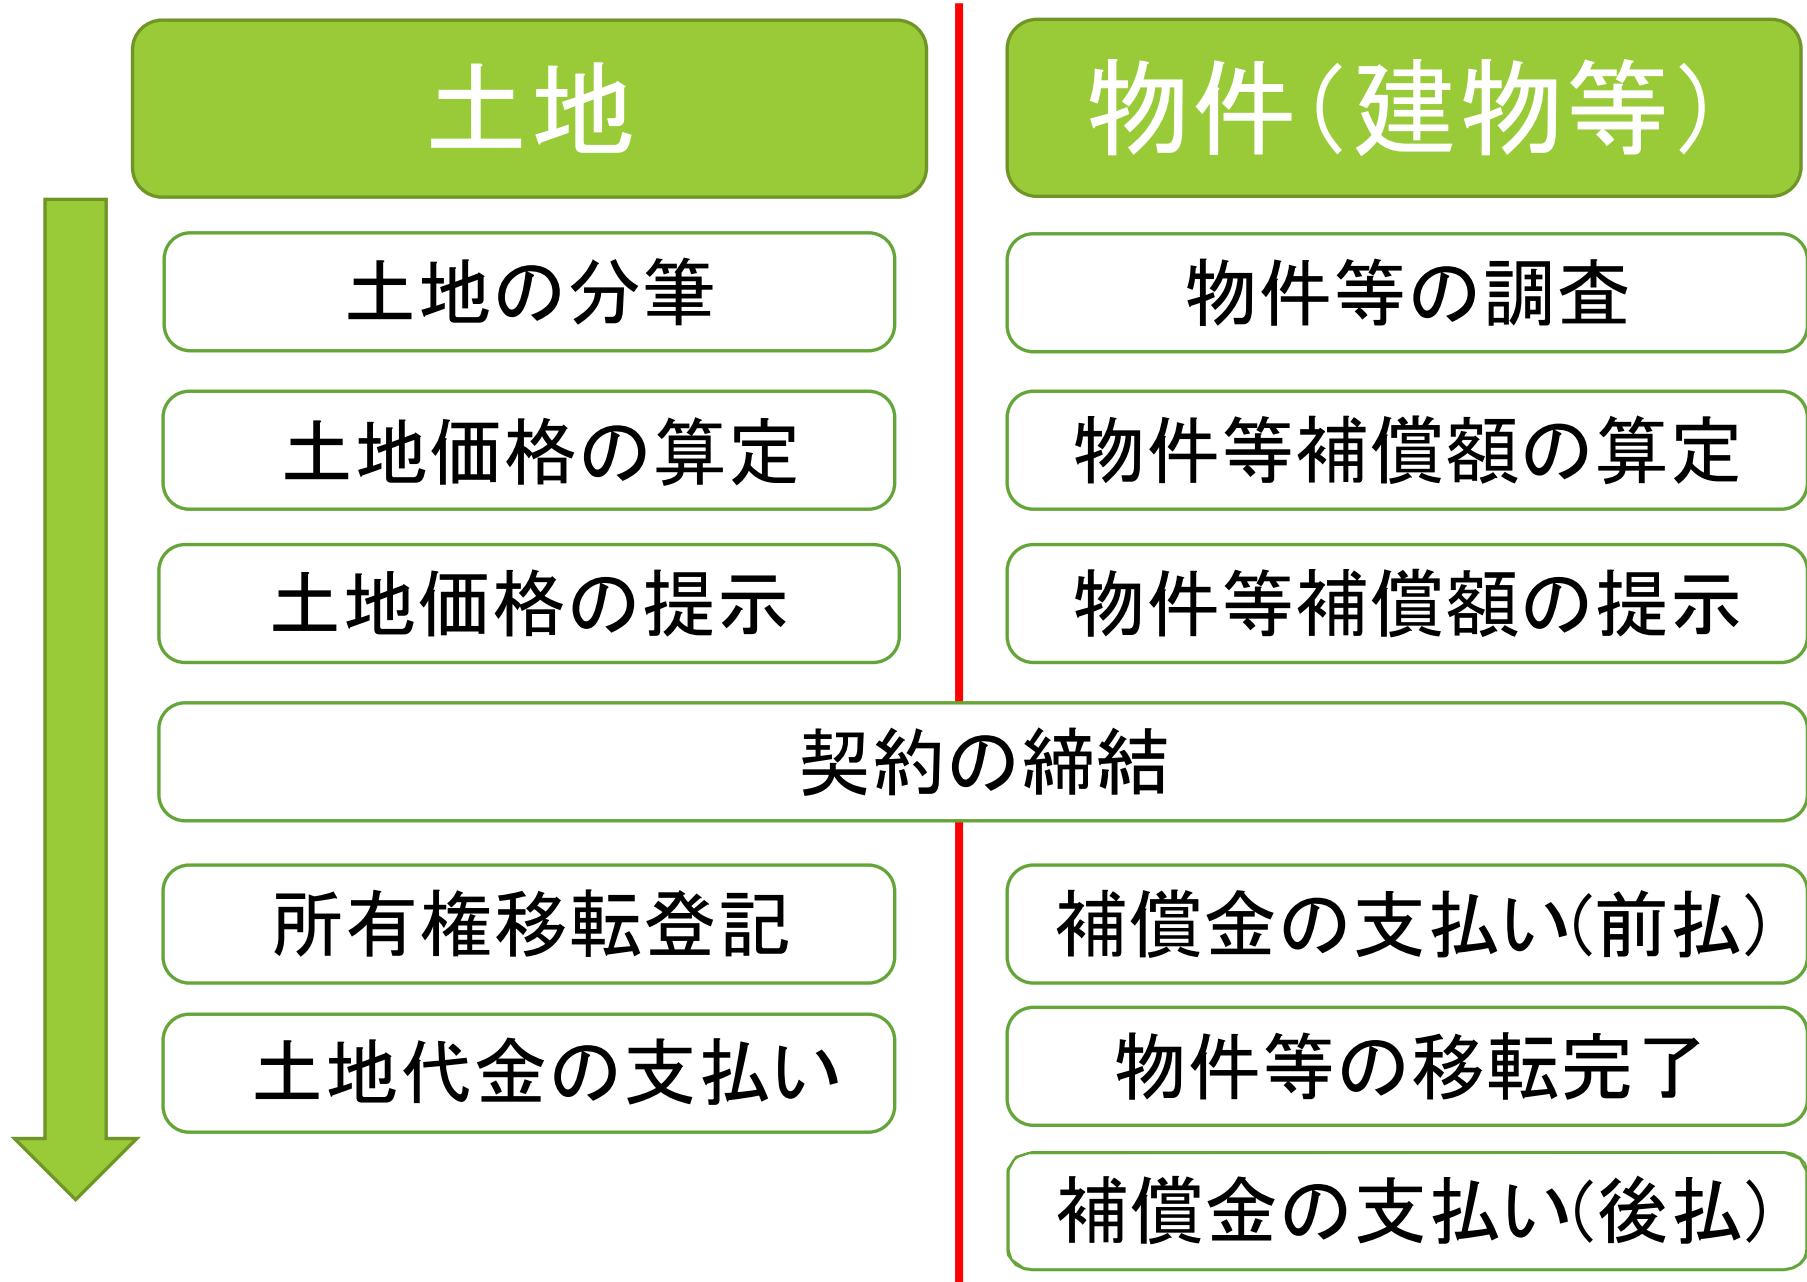 土地
物件（建物等）
土地の分筆
物件等の調査
土地価格の算定
物件等補償額の算定
土地価格の提示
物件等補償額の提示
契約の締結
所有権移転登記
補償金の支払い（前払）
土地代金の支払い
物件等の移転完了
補償金の支払い（後払）